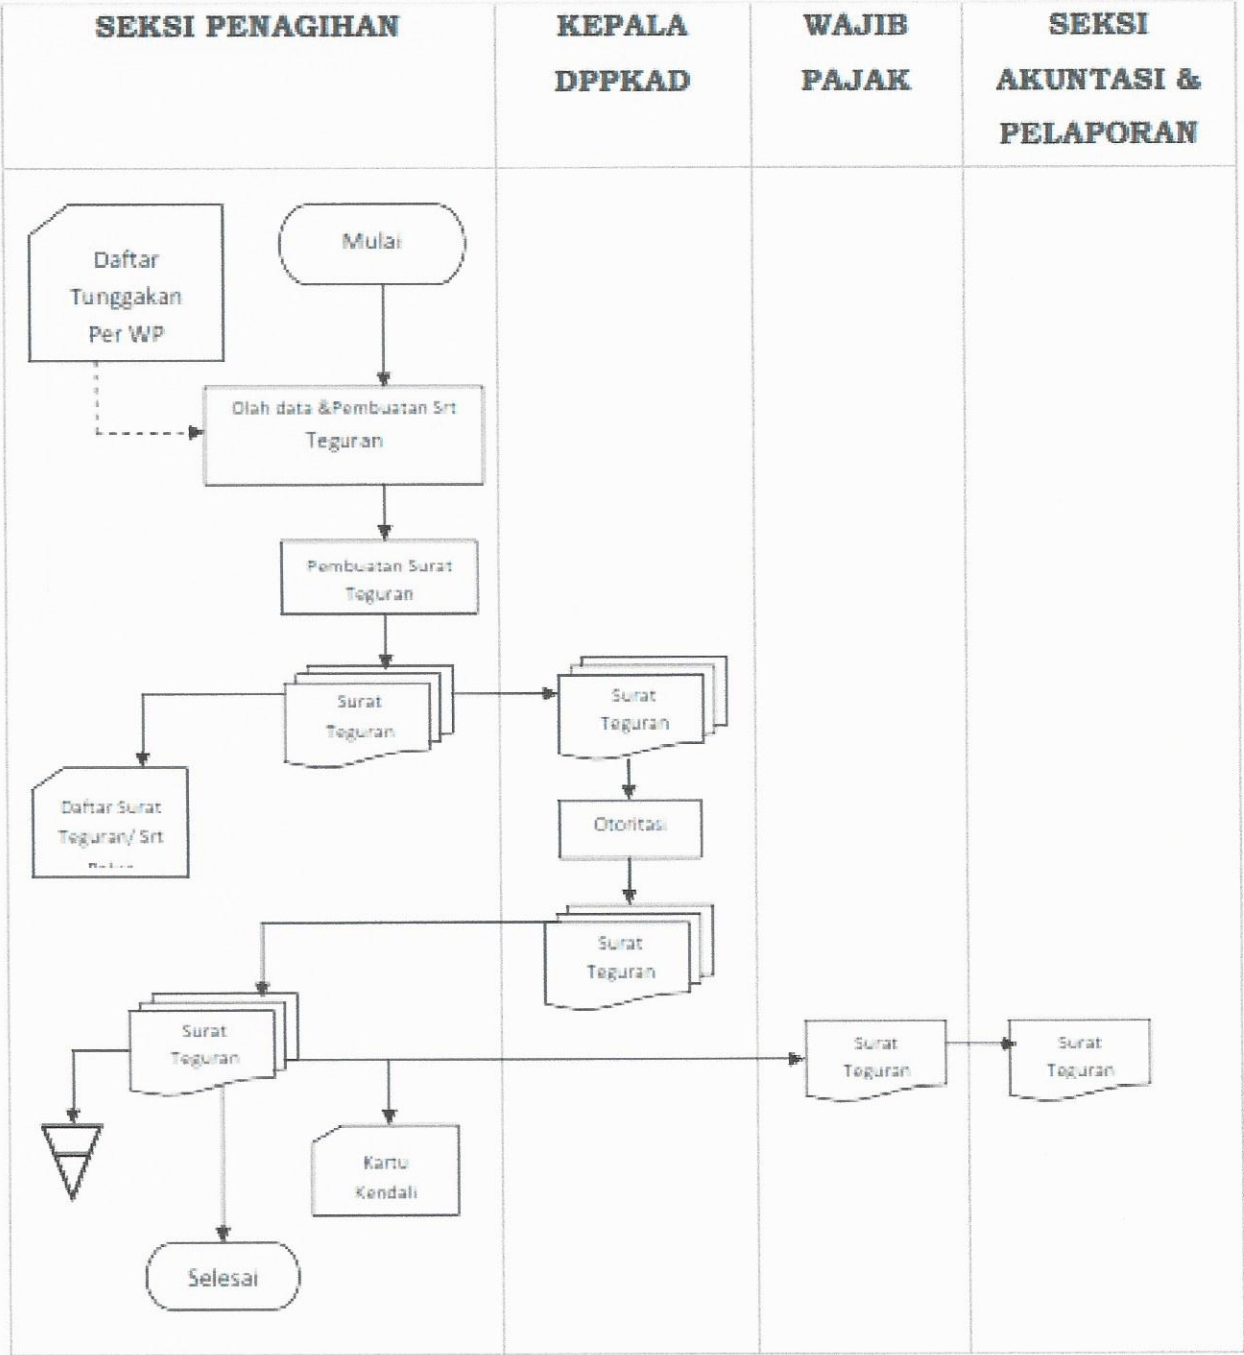 SEKSI PENAGIHAN
KEPALA
DPPKAD
WAJIB
PAJAK
SEKSI
AKUNTASI &
PELAPORAN
Daftar
Tunggakan
Per WP
Mulai
Olah data &Pembuatan Srt
Teguran
Pembuatan Surat
Teguran
Surat
Teguran
Surat
Teguran
Daftar Surat
Teguran/ Srt
Otoritasi
Surat
Teguran
Surat
Teguran
Surat
Teguran
Surat
Teguran
Kartu
Kendali
Selesai